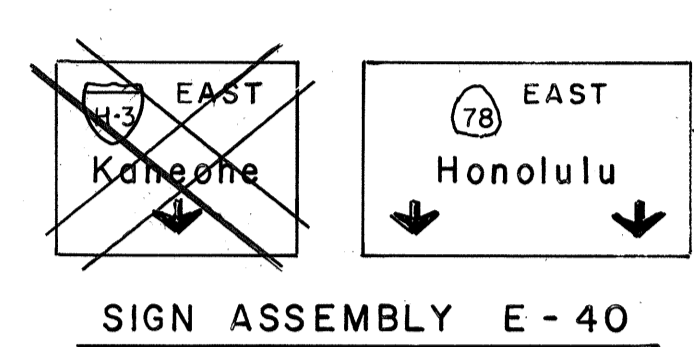 EAST
H-3
Kaneohe
EAST
78
Honolulu
SIGN ASSEMBLY E-40